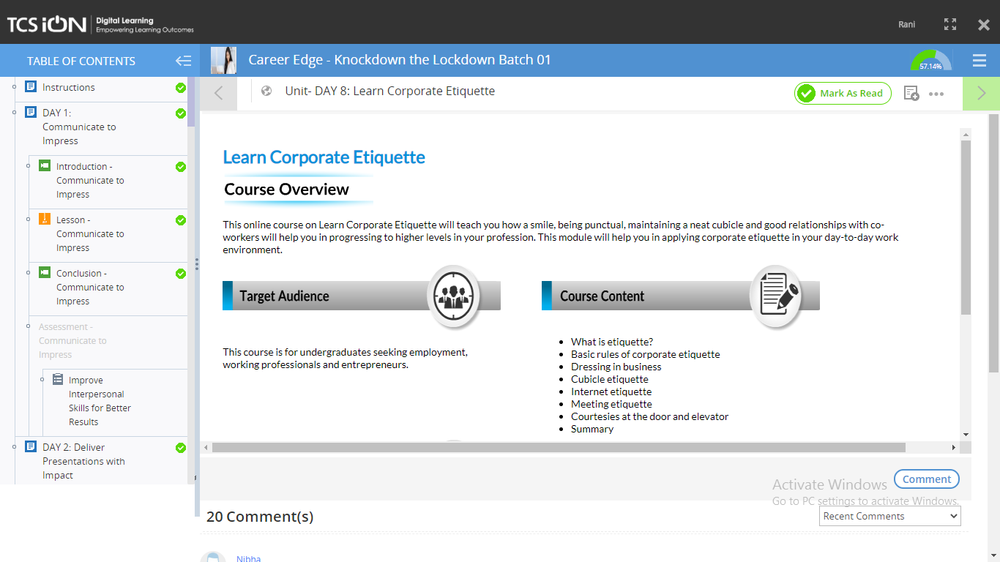 TCS iON
Digital Learning
Empowering Learning Outcomes
Rani
TABLE OF CONTENTS
Career Edge - Knockdown the Lockdown Batch 01
57.14%
Instructions
DAY 1:
Communicate to
Impress
Introduction -
Communicate to
Impress
Lesson -
Communicate to
Impress
Conclusion -
Communicate to
Impress
Assessment -
Communicate to
Impress
Improve
Interpersonal
Skills for Better
Results
DAY 2: Deliver
Presentations with
Impact
Unit- DAY 8: Learn Corporate Etiquette
Mark As Read
Learn Corporate Etiquette
Course Overview
This online course on Learn Corporate Etiquette will teach you how a smile, being punctual, maintaining a neat cubicle and good relationships with co-
workers will help you in progressing to higher levels in your profession. This module will help you in applying corporate etiquette in your day-to-day work
environment.
Target Audience
This course is for undergraduates seeking employment,
working professionals and entrepreneurs.
Course Content
What is etiquette?
Basic rules of corporate etiquette
Dressing in business
Cubicle etiquette
Internet etiquette
Meeting etiquette
Courtesies at the door and elevator
Summary
Comment
Activate Windows
Go to PC settings to activate Windows.
20 Comment(s)
Recent Comments
Nibha